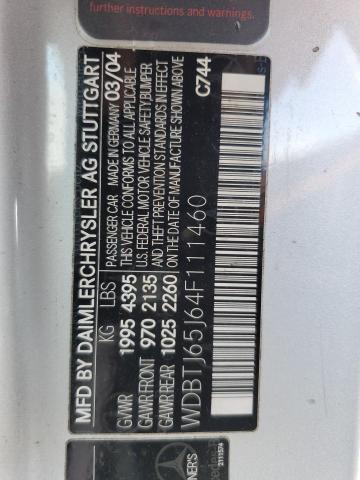 further instructions and warnings.
MFD BY DAIMLERCHRYSLER AG STUTTGART
KG LBS PASSENGER CAR MADE IN GERMANY 03/04
GVWR 1995 4395 THIS VEHICLE CONFORMS TO ALL APPLICABLE
GAWR FRONT 970 2135 U.S. FEDERAL MOTOR VEHICLE SAFETY, BUMPER
GAWR REAR 1025 2260 AND THEFT PREVENTION STANDARDS IN EFFECT ON THE DATE OF MANUFACTURE SHOWN ABOVE
C744
WDBTJ65J64F111460
NER'S
2111574